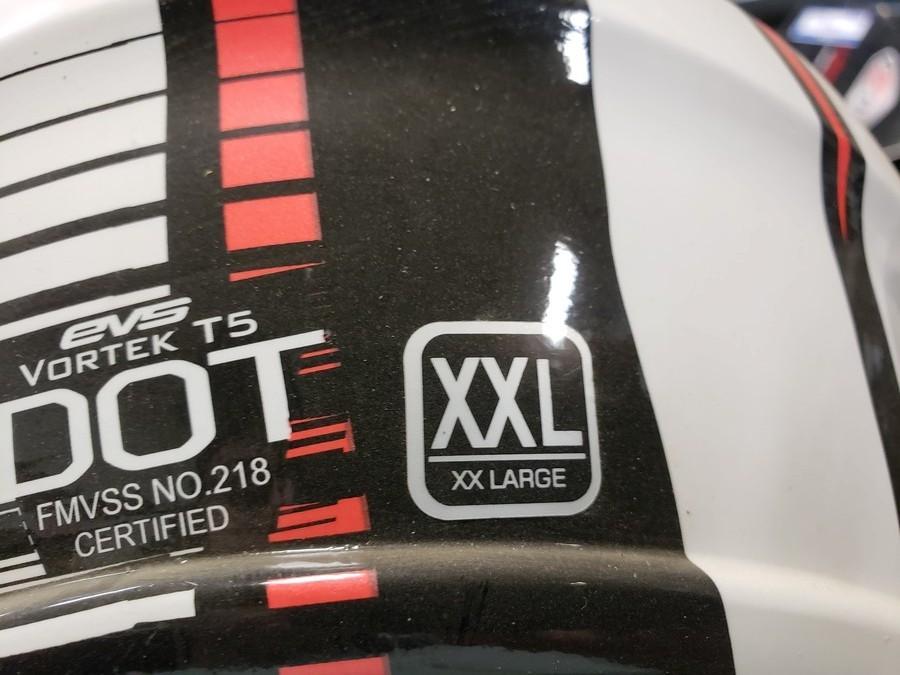 evs
VORTEK T5
DOT
FMVSS NO.218
CERTIFIED
XXL
XX LARGE